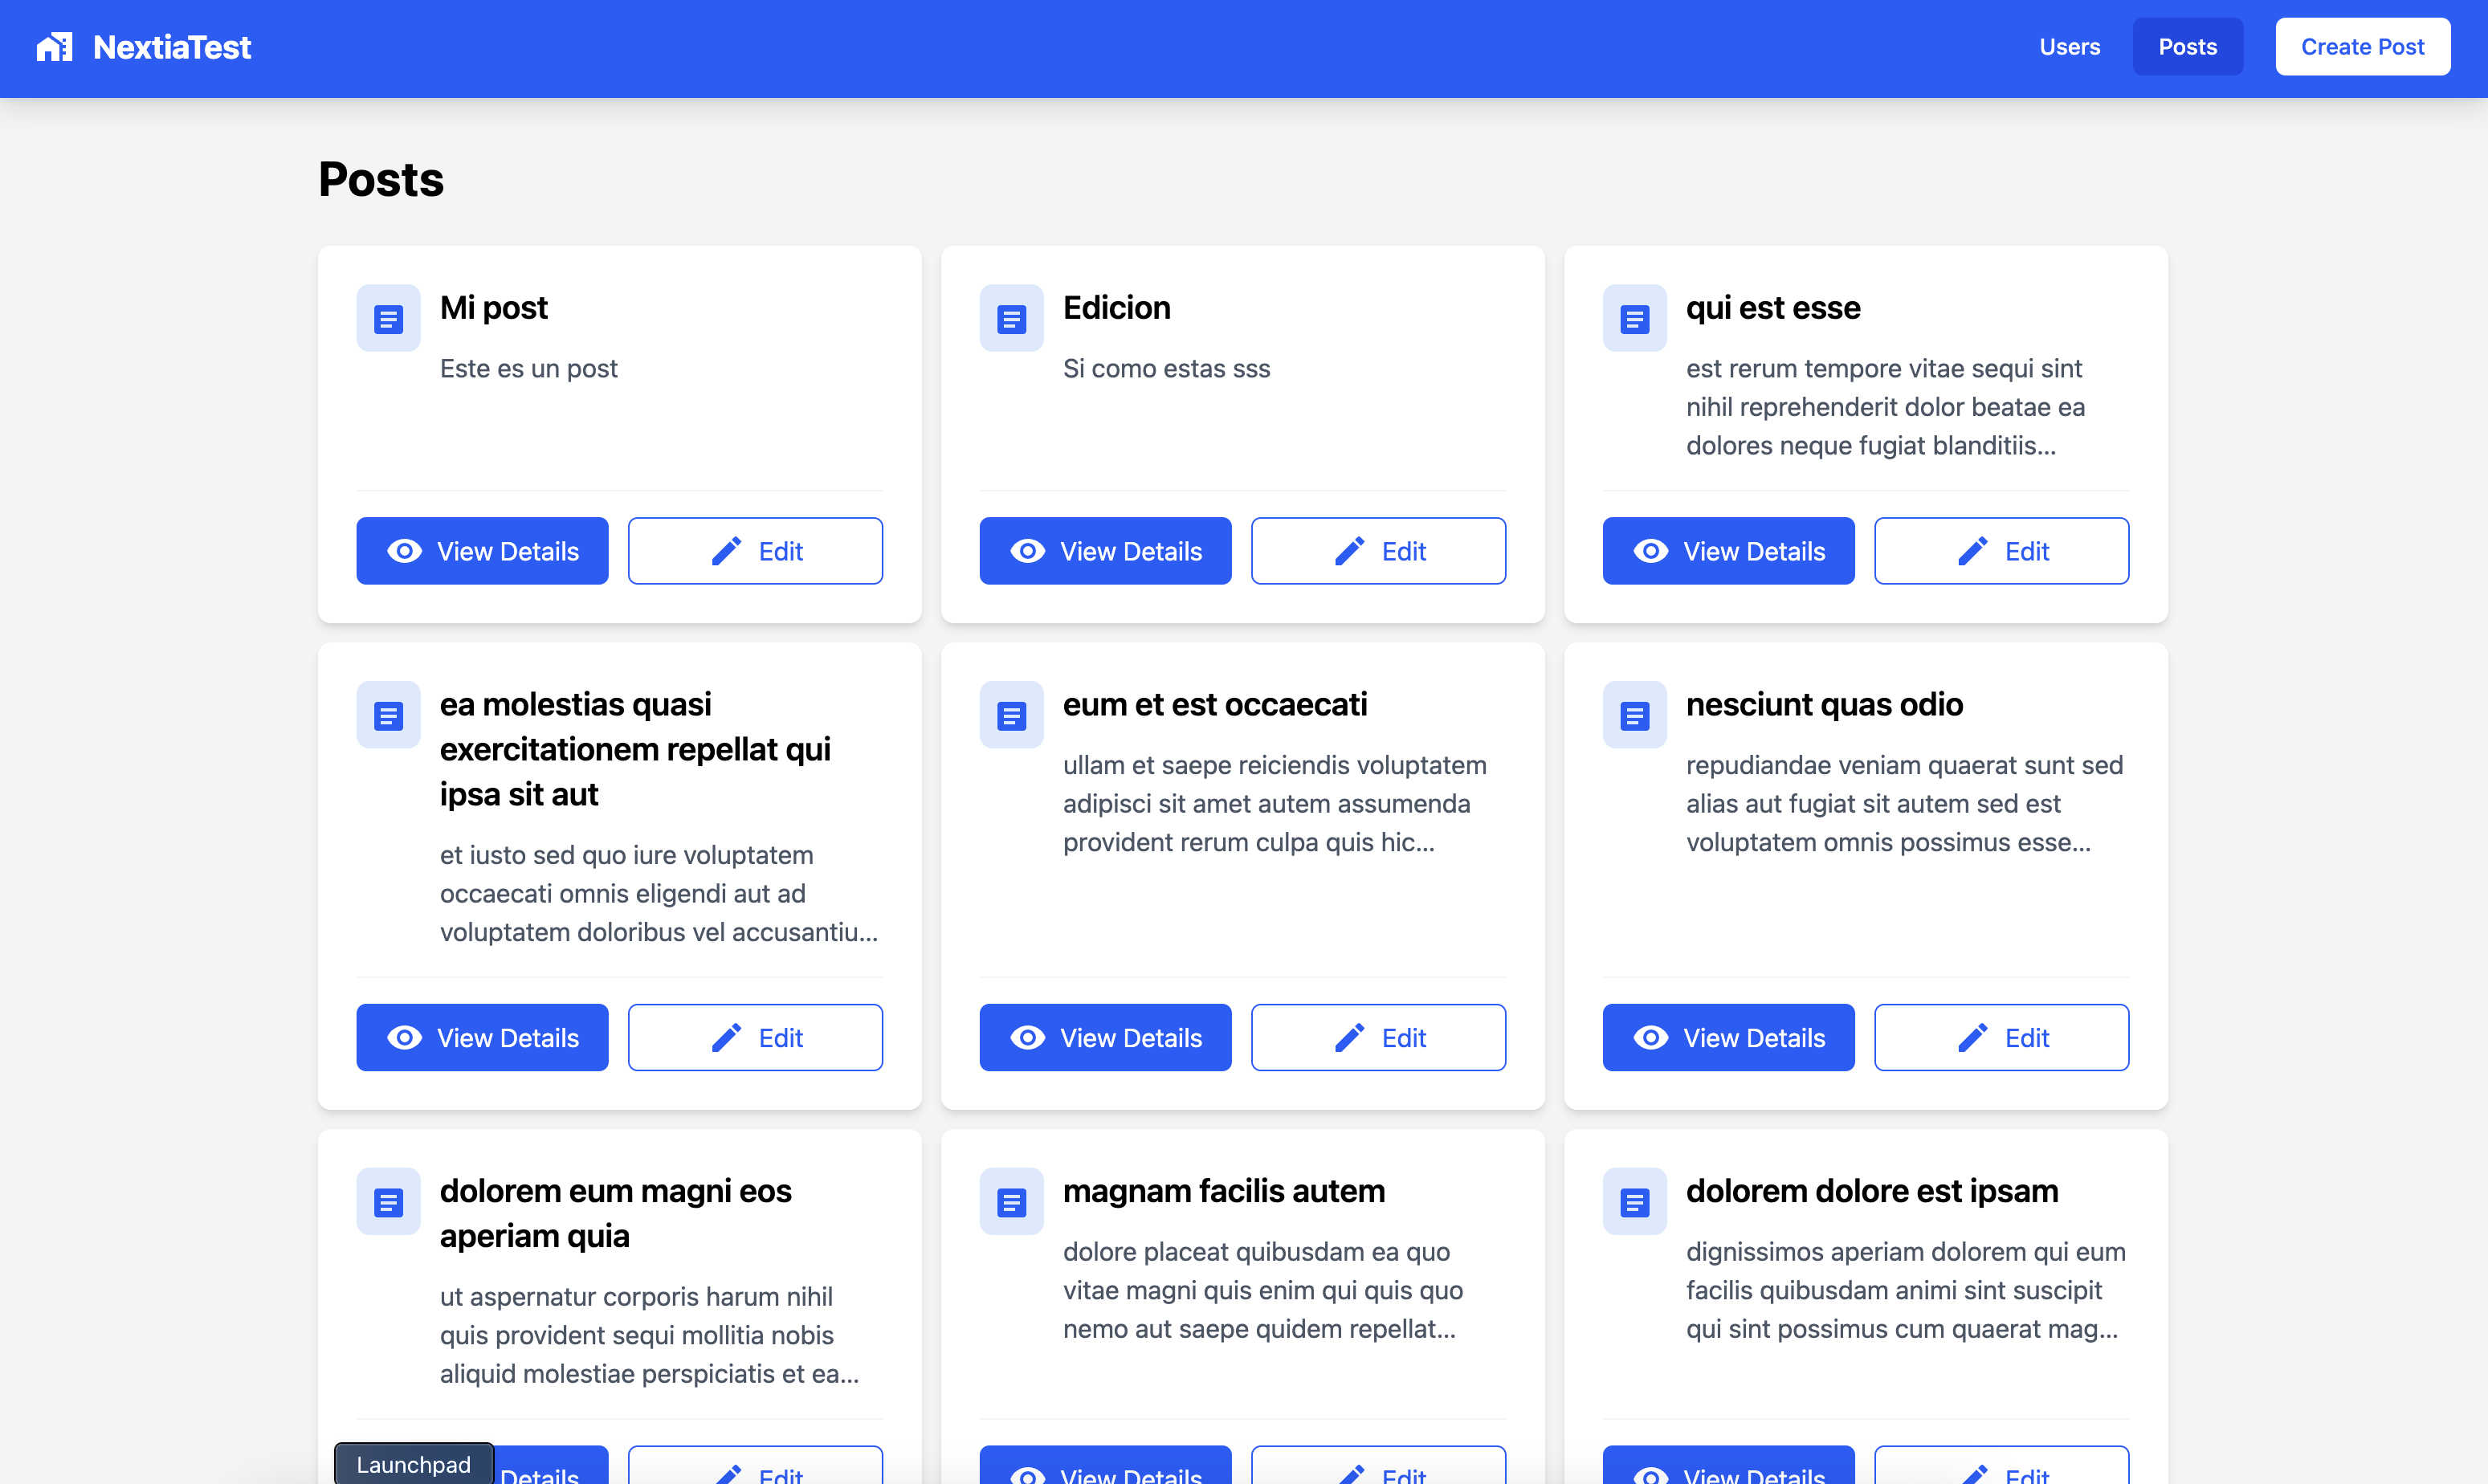 NextiaTest
Users
Posts
Create Post
Posts
Mi post
Este es un post
View Details
Edit
Edicion
Si como estas sss
View Details
Edit
qui est esse
est rerum tempore vitae sequi sint
nihil reprehenderit dolor beatae ea
dolores neque fugiat blanditiis...
View Details
Edit
ea molestias quasi
exercitationem repellat qui
ipsa sit aut
et iusto sed quo iure voluptatem
occaecati omnis eligendi aut ad
voluptatem doloribus vel accusantiu...
View Details
Edit
eum et est occaecati
ullam et saepe reiciendis voluptatem
adipisci sit amet autem assumenda
provident rerum culpa quis hic...
View Details
Edit
nesciunt quas odio
repudiandae veniam quaerat sunt sed
alias aut fugiat sit autem sed est
voluptatem omnis possimus esse...
View Details
Edit
dolorem eum magni eos
aperiam quia
ut aspernatur corporis harum nihil
quis provident sequi mollitia nobis
aliquid molestiae perspiciatis et ea...
Launchpad
Details
Edit
magnam facilis autem
dolore placeat quibusdam ea quo
vitae magni quis enim qui quis quo
nemo aut saepe quidem repellat...
View Details
Edit
dolorem dolore est ipsam
dignissimos aperiam dolorem qui eum
facilis quibusdam animi sint suscipit
qui sint possimus cum quaerat mag...
View Details
Edit